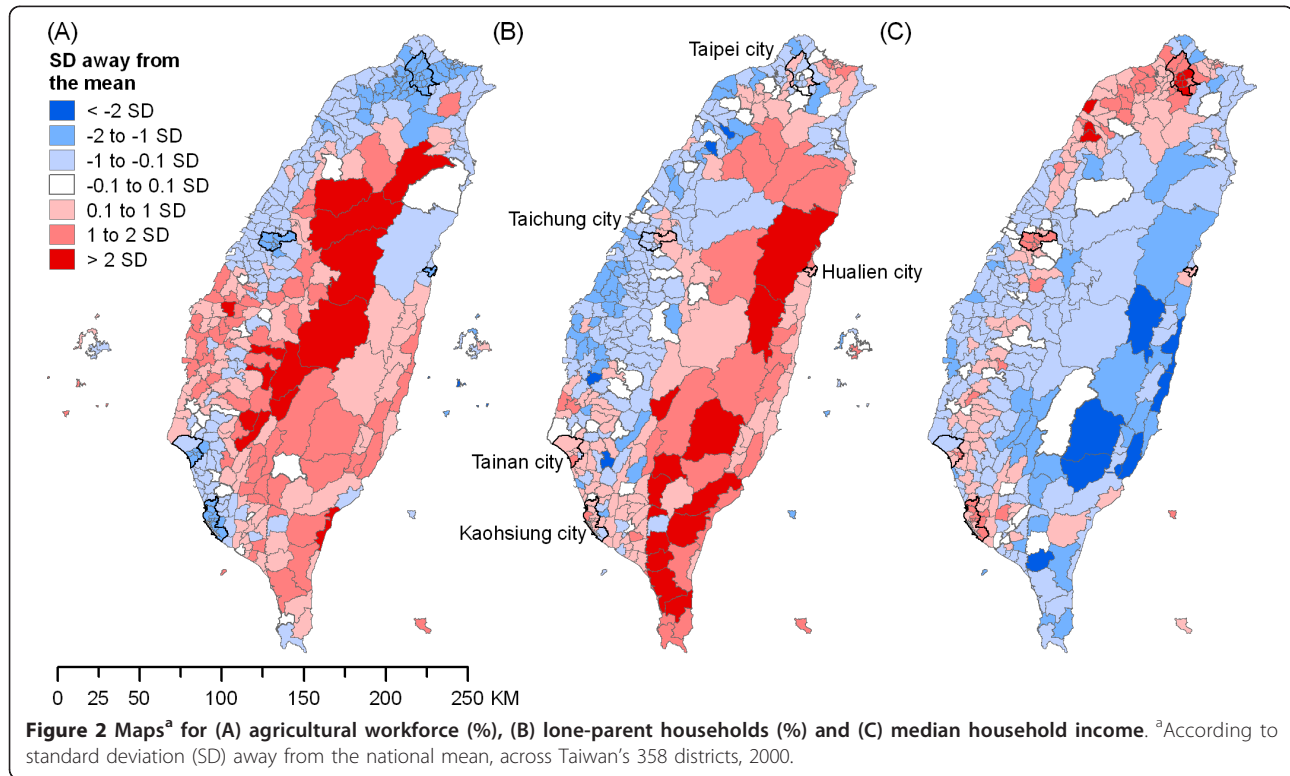 (A)
(B)
(C)
SD away from
the mean
< -2 SD
-2 to -1 SD
-1 to -0.1 SD
-0.1 to 0.1 SD
0.1 to 1 SD
1 to 2 SD
> 2 SD
Taipei city
Taichung city
Hualien city
Tainan city
Kaohsiung city
0 25 50 100 150 200 250 KM
Figure 2 Mapsᵃ for (A) agricultural workforce (%), (B) lone-parent households (%) and (C) median household income. ᵃAccording to
standard deviation (SD) away from the national mean, across Taiwan's 358 districts, 2000.